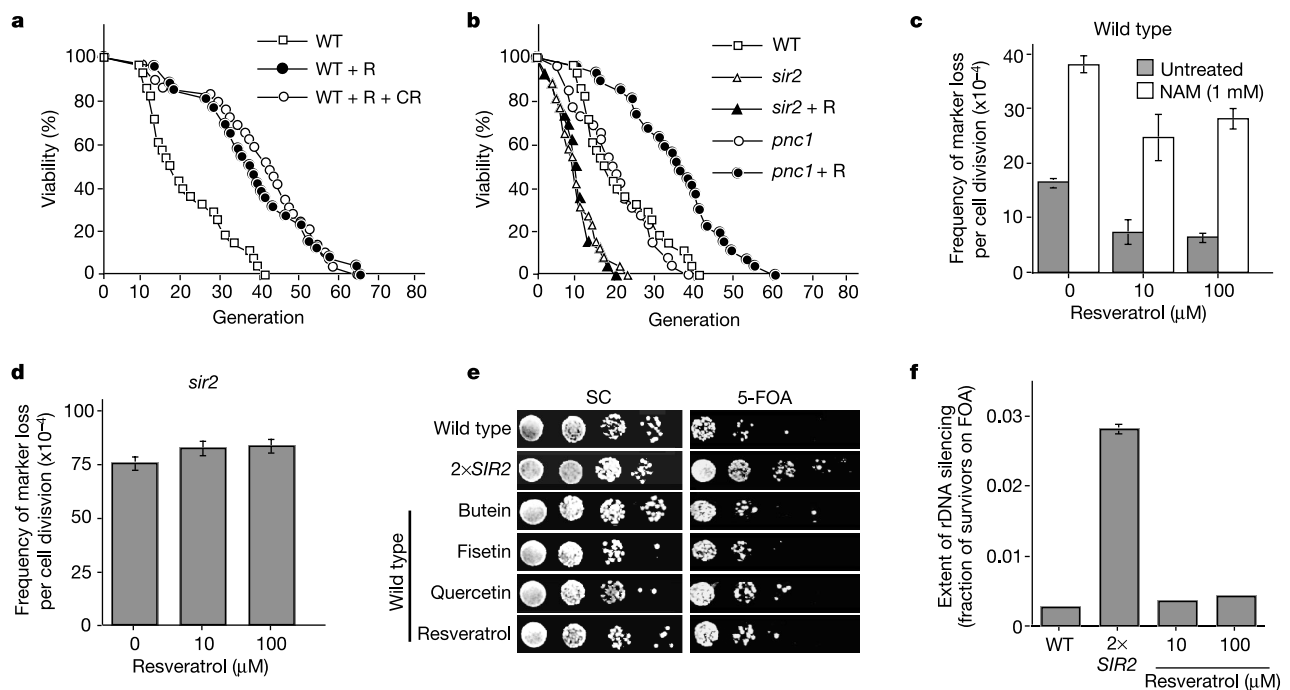 a
Viability (%)
100
80
60
40
20
0
0 10 20 30 40 50 60 70 80
Generation
WT
WT + R
WT + R + CR
b
Viability (%)
100
80
60
40
20
0
0 10 20 30 40 50 60 70 80
Generation
WT
sir2
sir2 + R
pnc1
pnc1 + R
c
Wild type
Frequency of marker loss
per cell divisvion (x10⁻⁴)
40
30
20
10
0
Untreated
NAM (1 mM)
0 10 100
Resveratrol (μM)
d
sir2
Frequency of marker loss
per cell divisvion (x10⁻⁴)
100
75
50
25
0
0 10 100
Resveratrol (μM)
e
SC 5-FOA
Wild type
2×SIR2
Butein
Fisetin
Quercetin
Resveratrol
Wild type
f
Extent of rDNA silencing
(fraction of survivors on FOA)
0.03
0.03
0.01
0
WT 2× 10 100
SIR2
Resveratrol (μM)